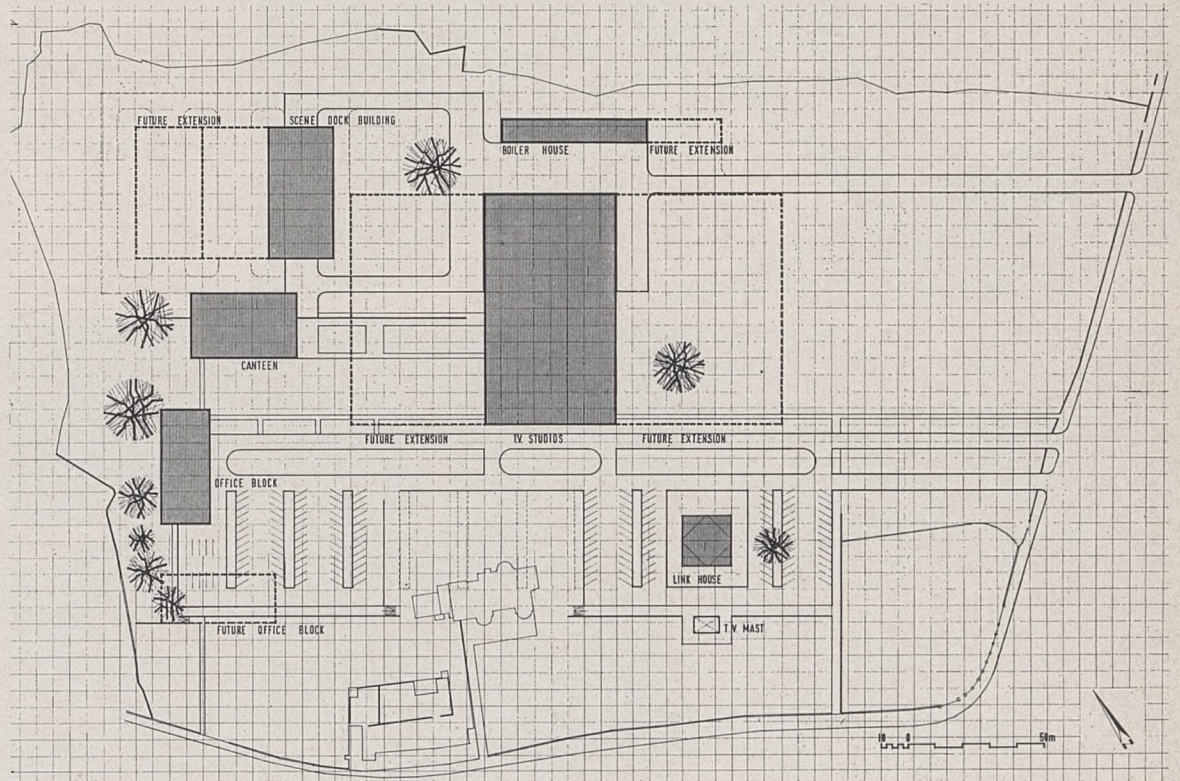 FUTURE EXTENSION
SCENE DOCK BUILDING
BOILER HOUSE
FUTURE EXTENSION
CANTEEN
FUTURE EXTENSION
T.V. STUDIOS
FUTURE EXTENSION
OFFICE BLOCK
LINK HOUSE
FUTURE OFFICE BLOCK
T.V. MAST
10 0 50m